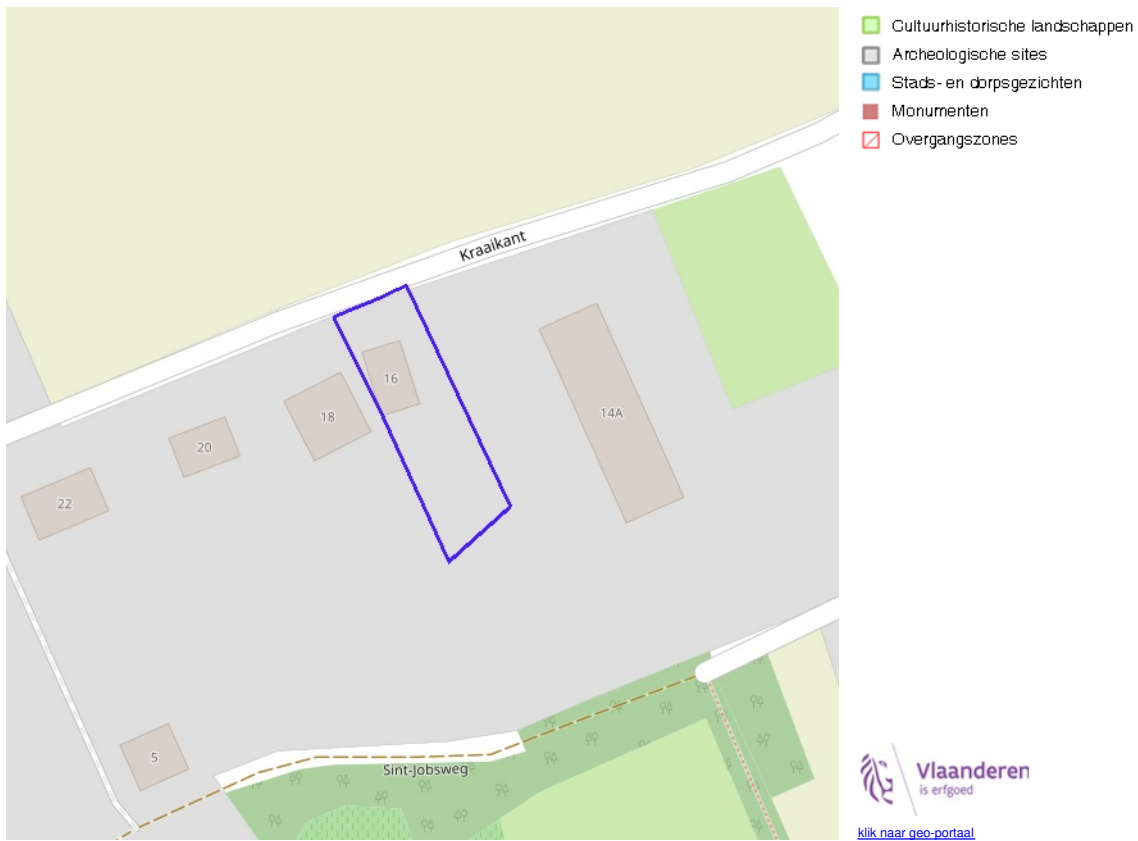 Cultuurhistorische landschappen
Archeologische sites
Stads- en dorpsgezichten
Monumenten
Overgangszones
Kraaikant
16
18
14A
20
22
5
Sint-Jobsweg
Vlaanderen
is erfgoed
klik naar geo-portaal